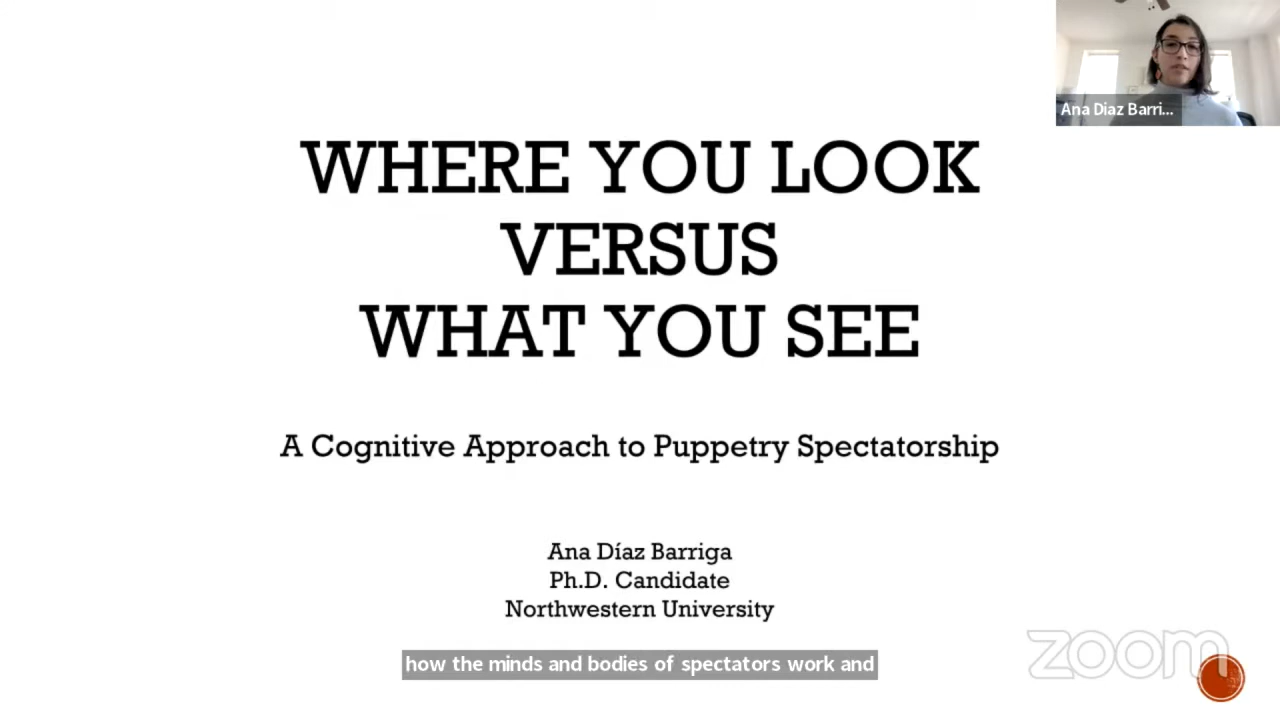 Ana Diaz Barri...
WHERE YOU LOOK
VERSUS
WHAT YOU SEE
A Cognitive Approach to Puppetry Spectatorship
Ana Díaz Barriga
Ph.D. Candidate
Northwestern University
how the minds and bodies of spectators work and
zoom